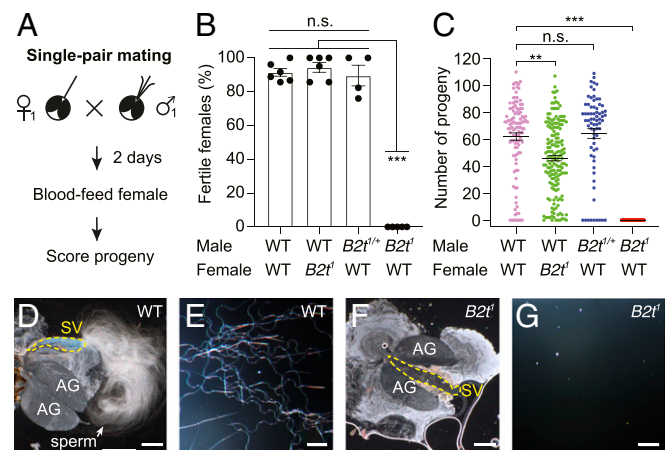 A
Single-pair mating
♀1 × ♂1
2 days
Blood-feed female
Score progeny
B
n.s.
Fertile females (%)
100
80
60
40
20
0
***
Male WT WT B2t1/+ B2t1
Female WT B2t1 WT WT
C
***
n.s.
**
Number of progeny
120
100
80
60
40
20
0
Male WT WT B2t1/+ B2t1
Female WT B2t1 WT WT
D WT
SV
AG
AG
sperm
E WT
F B2t1
AG
AG
SV
G B2t1